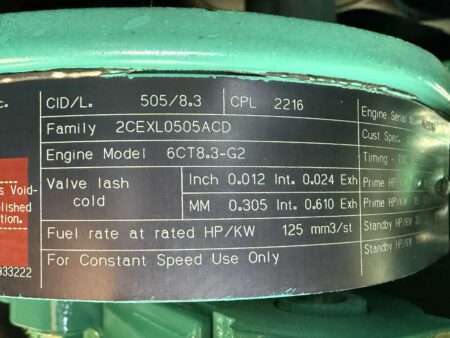 c.
CID/L. 505/8.3 CPL 2216
Family 2CEXL0505ACD
Engine Model 6CT8.3-G2
Valve lash cold
Inch 0.012 Int. 0.024 Exh
MM 0.305 Int. 0.610 Exh
Fuel rate at rated HP/KW 125 mm3/st
For Constant Speed Use Only
s Void-
blished
tion.
933222
Engine Serial
Cust Spec.
Timing - TDC
Prime HP/
Prime HP/KW
Standby HP/KW
Standby HP/KW